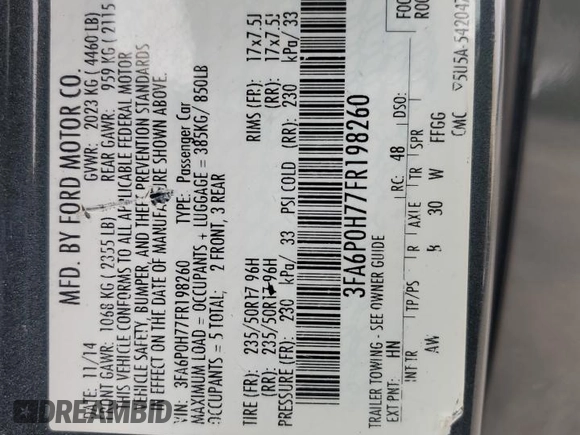 MFD. BY FORD MOTOR CO.
DATE: 11/14 GVWR: 2023 KG ( 4460 LB)
FRONT GAWR: 1068 KG ( 2355 LB) REAR GAWR: 959 KG ( 2115
THIS VEHICLE CONFORMS TO ALL APPLICABLE FEDERAL MOTOR
VEHICLE SAFETY, BUMPER, AND THEFT PREVENTION STANDARDS
IN EFFECT ON THE DATE OF MANUFACTURE SHOWN ABOVE.
VIN: 3FA6P0H77FR198260 TYPE: Passenger Car
MAXIMUM LOAD = OCCUPANTS + LUGGAGE = 385KG/ 850LB
OCCUPANTS = 5 TOTAL: 2 FRONT, 3 REAR
TIRE (FR): 235/50R17 96H RIMS (FR): 17x7.5J
(RR): 235/50R17 96H (RR): 17x7.5J
PRESSURE (FR): 230 kPa/ 33 PSI COLD (RR): 230 kPa/ 33
3FA6P0H77FR198260
TRAILER TOWING - SEE OWNER GUIDE
EXT PNT: HN RC: 48 DSO:
INT TR TP/PS R AXLE TR SPR
AW 30 W FFGG
CMC
5U5A-54204
DREAMBID